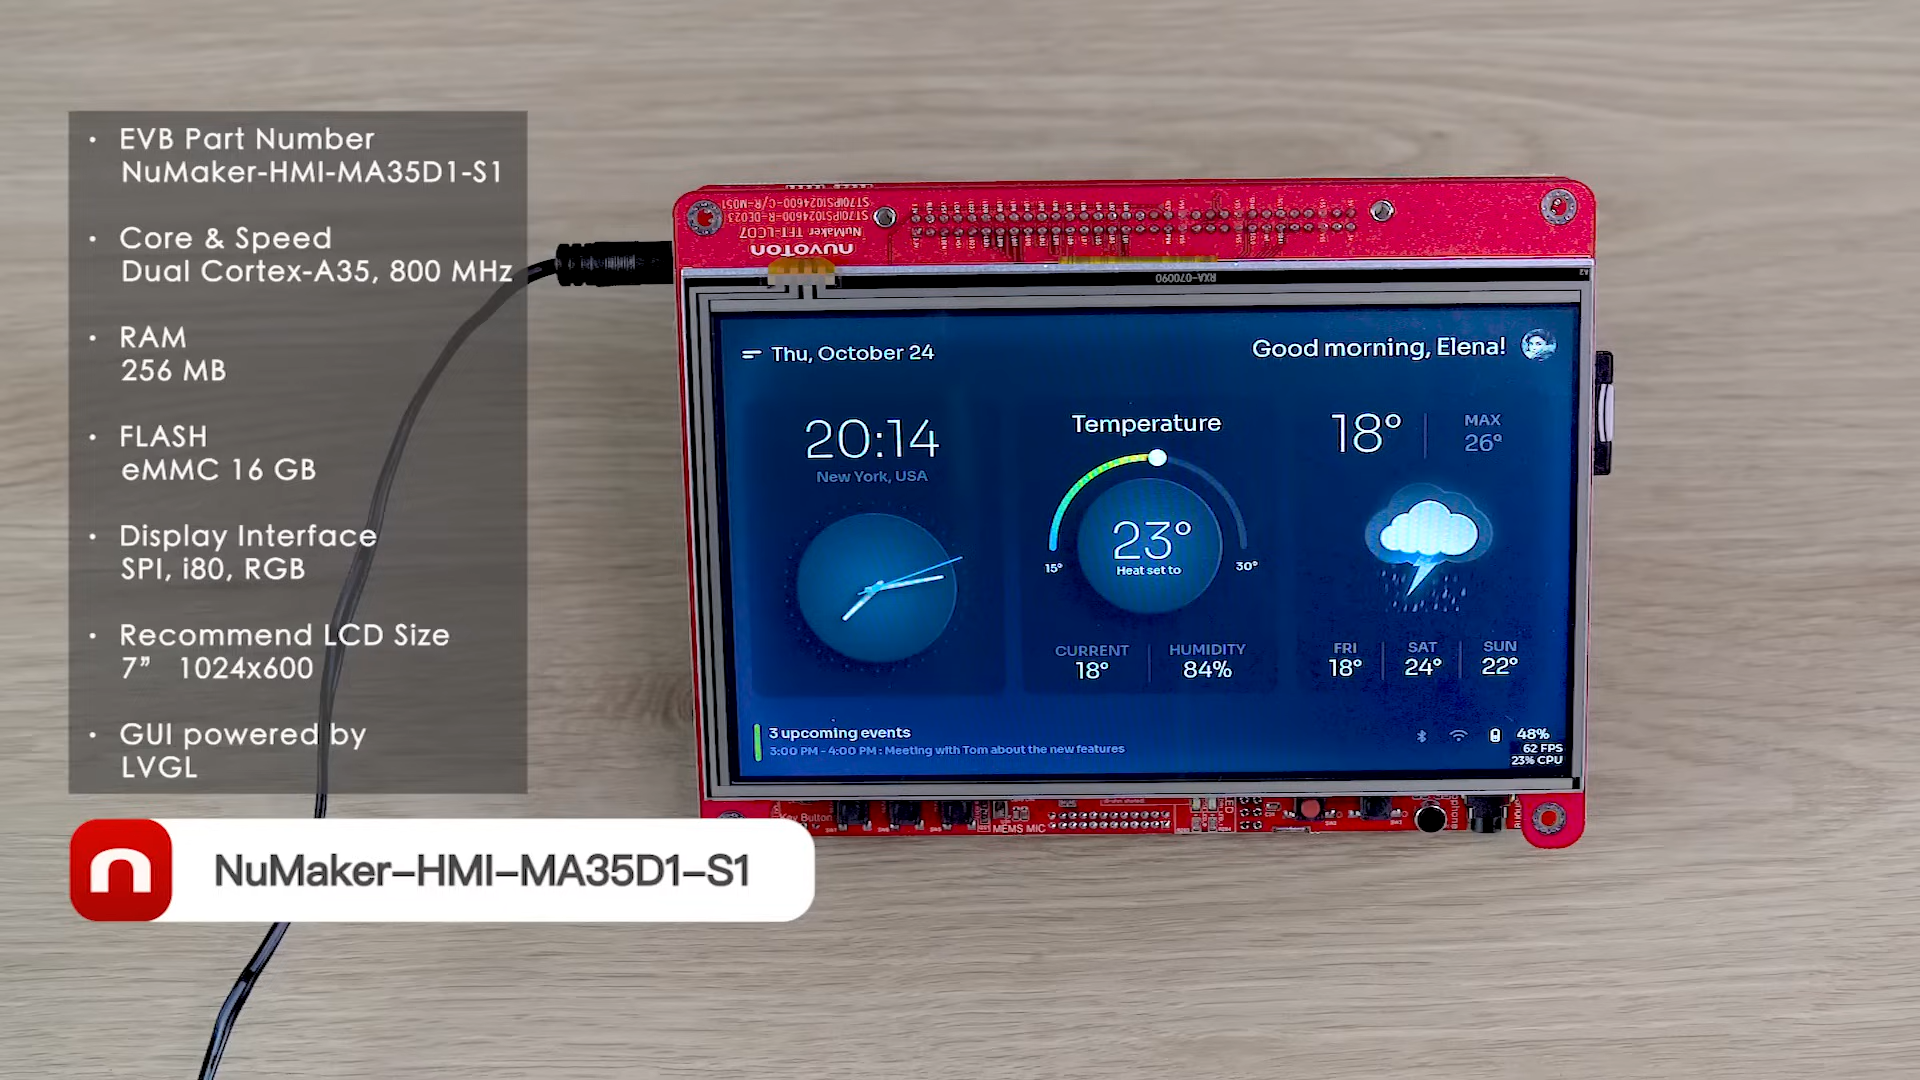 • EVB Part Number
NuMaker-HMI-MA35D1-S1
• Core & Speed
Dual Cortex-A35, 800 MHz
• RAM
256 MB
• FLASH
eMMC 16 GB
• Display Interface
SPI, i80, RGB
• Recommend LCD Size
7” 1024x600
• GUI powered by
LVGL
NuMaker-HMI-MA35D1-S1
nuvoTon
NuMaker TFT-LCD7
RXA-070090
Thu, October 24
Good morning, Elena!
20:14
New York, USA
Temperature
23°
Heat set to
15°
30°
CURRENT
18°
HUMIDITY
84%
18°
MAX
26°
FRI
18°
SAT
24°
SUN
22°
3 upcoming events
3:00 PM - 4:00 PM : Meeting with Tom about the new features
48%
62 FPS
23% CPU
Key Button
MEMS MIC